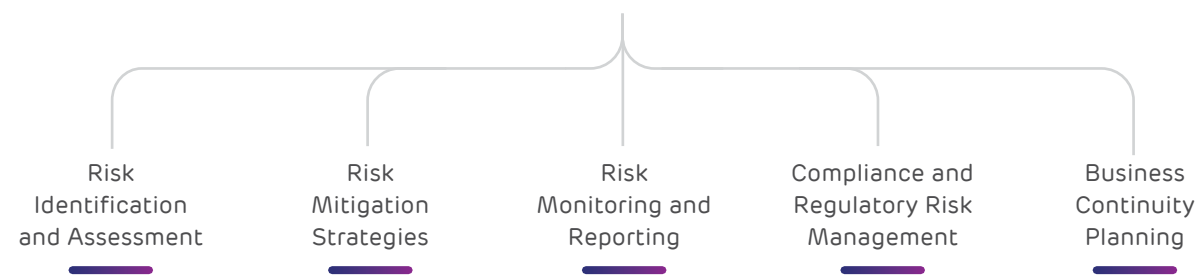 Risk
Identification
and Assessment
Risk
Mitigation
Strategies
Risk
Monitoring and
Reporting
Compliance and
Regulatory Risk
Management
Business
Continuity
Planning